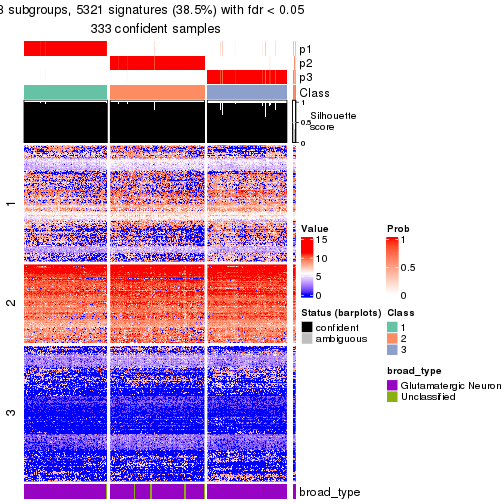 3 subgroups, 5321 signatures (38.5%) with fdr < 0.05
333 confident samples
p1
p2
p3
Class
1
0.5
0
Silhouette
score
1
2
3
broad_type
Value
15
10
5
0
Prob
1
0.5
0
Status (barplots)
confident
ambiguous
Class
1
2
3
broad_type
Glutamatergic Neuron
Unclassified